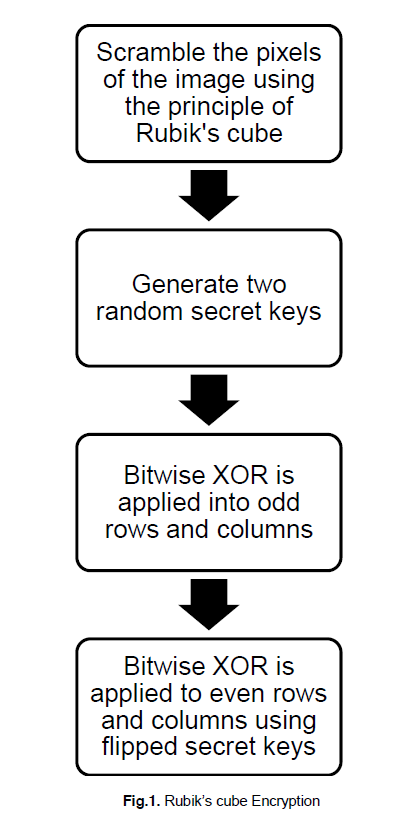 Scramble the pixels
of the image using
the principle of
Rubik's cube
Generate two
random secret keys
Bitwise XOR is
applied into odd
rows and columns
Bitwise XOR is
applied to even rows
and columns using
flipped secret keys
Fig.1. Rubik's cube Encryption